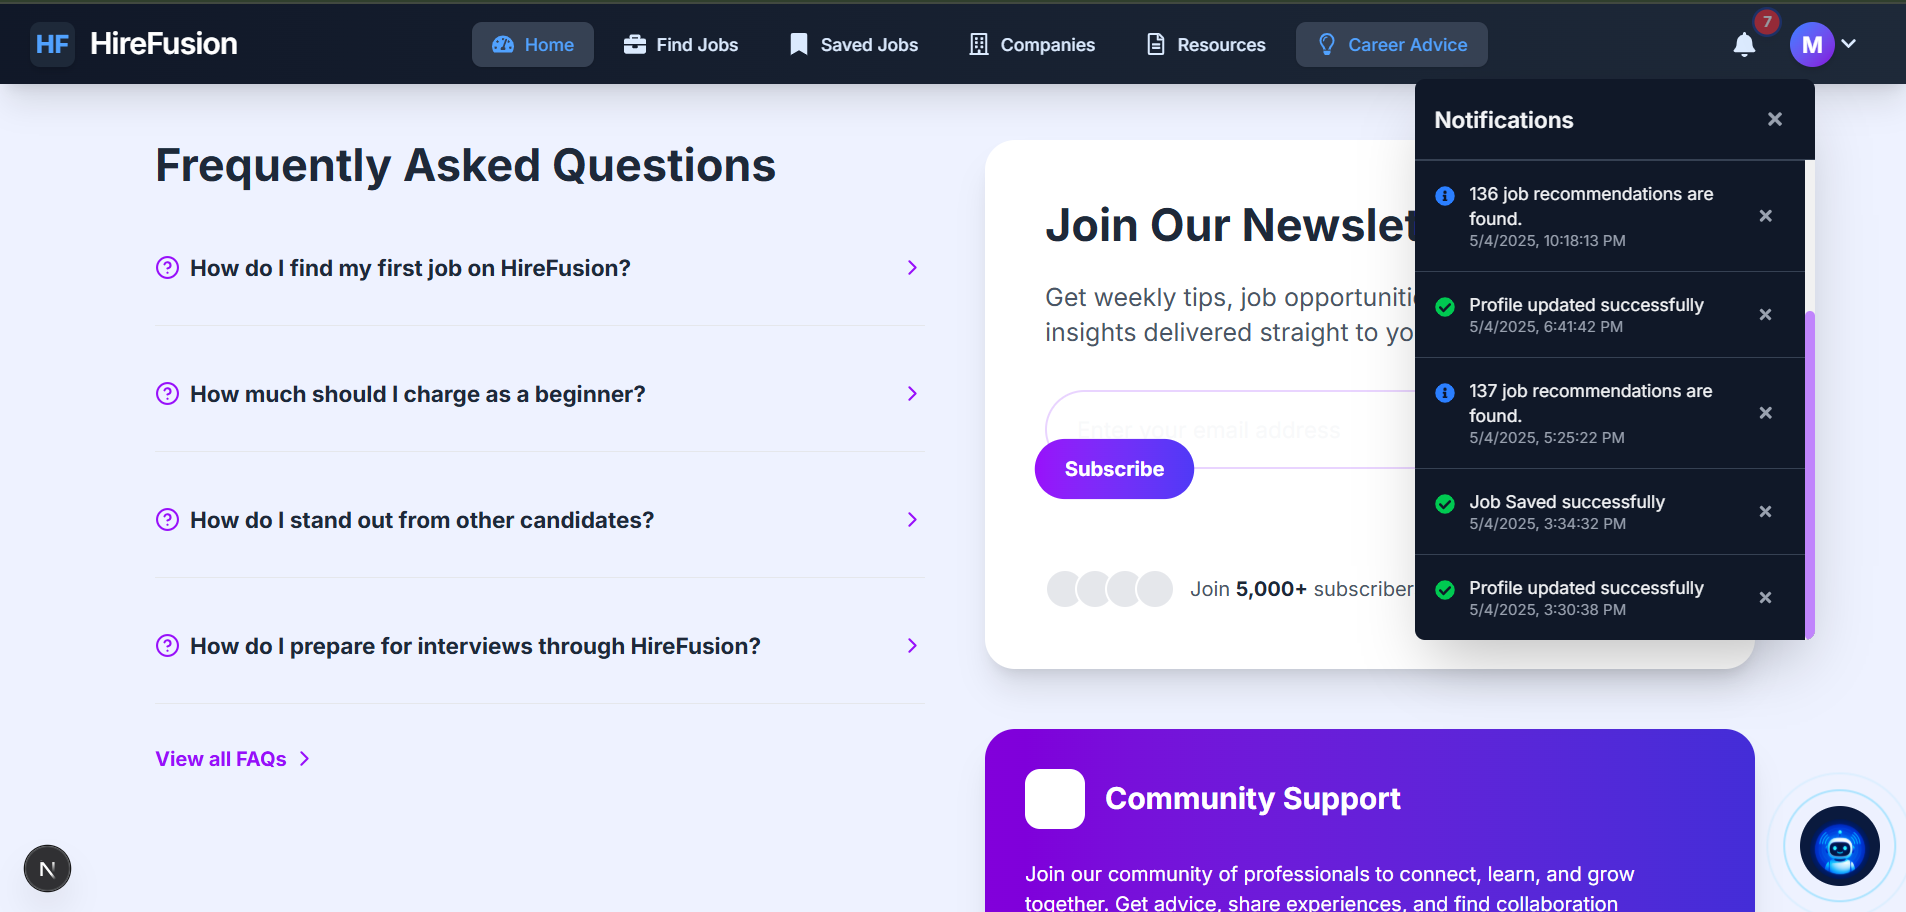 HF HireFusion
Home
Find Jobs
Saved Jobs
Companies
Resources
Career Advice
7
M
Frequently Asked Questions
How do I find my first job on HireFusion?
How much should I charge as a beginner?
How do I stand out from other candidates?
How do I prepare for interviews through HireFusion?
View all FAQs
Join Our Newslet
Get weekly tips, job opportuniti
insights delivered straight to yo
Enter your email address
Subscribe
Join 5,000+ subscriber
Notifications
136 job recommendations are
found.
5/4/2025, 10:18:13 PM
Profile updated successfully
5/4/2025, 6:41:42 PM
137 job recommendations are
found.
5/4/2025, 5:25:22 PM
Job Saved successfully
5/4/2025, 3:34:32 PM
Profile updated successfully
5/4/2025, 3:30:38 PM
Community Support
Join our community of professionals to connect, learn, and grow
together. Get advice, share experiences, and find collaboration
N